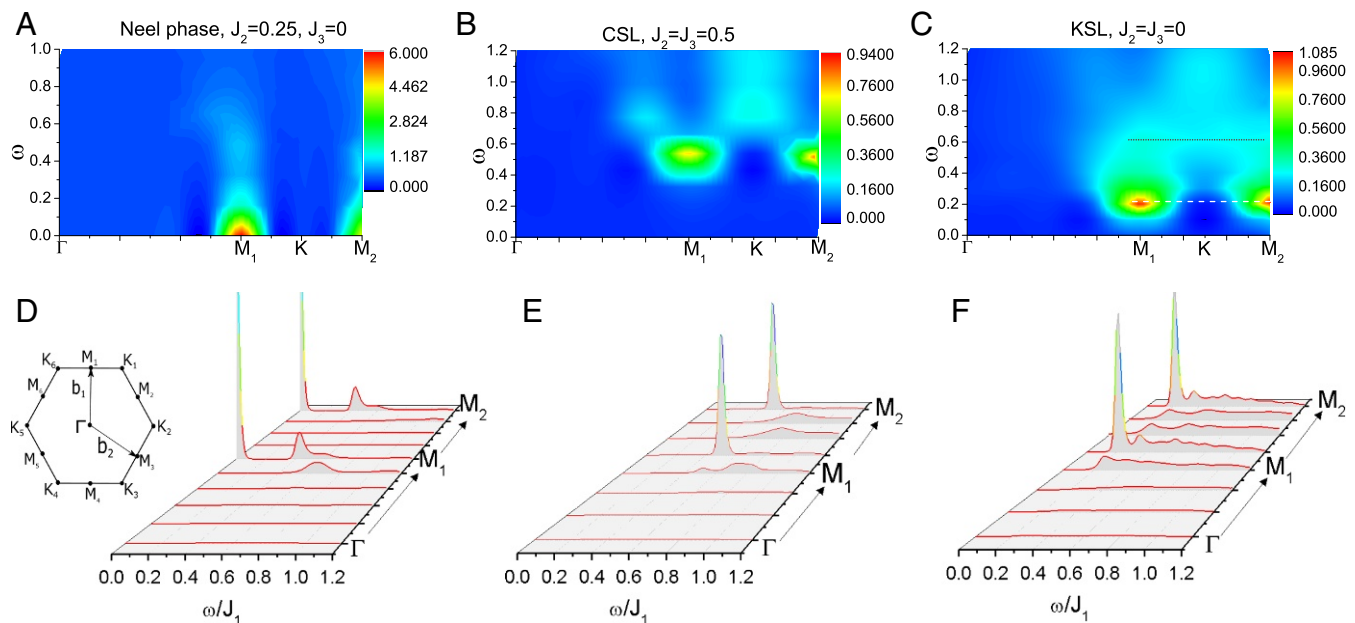 A
Neel phase, J₂=0.25, J₃=0
1.0
0.8
0.6
0.4
0.2
0.0
ω
Γ M₁ K M₂
6.000
4.462
2.824
1.187
0.000
B
CSL, J₂=J₃=0.5
1.2
1.0
0.8
0.6
0.4
0.2
0.0
ω
Γ M₁ K M₂
0.9400
0.7600
0.5600
0.3600
0.1600
0.000
C
KSL, J₂=J₃=0
1.2
1.0
0.8
0.6
0.4
0.2
0.0
ω
Γ M₁ K M₂
1.085
0.9600
0.7600
0.5600
0.3600
0.1600
0.000
D
K₆ M₁ K₁
b₁
M₂
Γ
K₅ K₂
b₂
M₅ M₃
K₄ M₄ K₃
M₂
M₁
Γ
0.0 0.2 0.4 0.6 0.8 1.0 1.2
ω/J₁
E
M₂
M₁
Γ
0.0 0.2 0.4 0.6 0.8 1.0 1.2
ω/J₁
F
M₂
M₁
Γ
0.0 0.2 0.4 0.6 0.8 1.0 1.2
ω/J₁